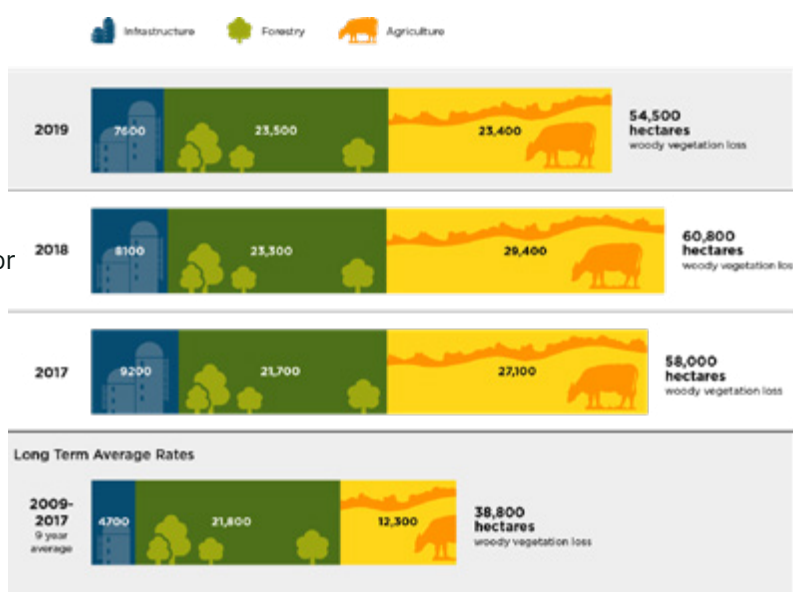 Infrastructure Forestry Agriculture
2019 7600 23,500 23,400 54,500
hectares
woody vegetation loss
or 2018 8100 23,300 29,400 60,800
hectares
woody vegetation los
2017 9200 21,700 27,100 58,000
hectares
woody vegetation loss
Long Term Average Rates
2009-
2017
9 year
average
4700 21,800 12,300 38,800
hectares
woody vegetation loss